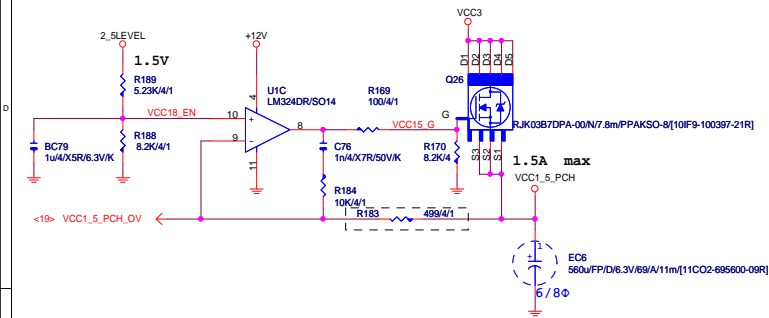 VCC3
2_5LEVEL
+12V
1.5V
D1
D2
D3
D4
D5
R189
5.23K/4/1
4
U1C
LM324DR/SO14
R169
100/4/1
Q26
D
VCC18_EN
10
+
8
VCC15_G
G
RJK03B7DPA-00/N/7.8m/PPAKSO-8/[10IF9-100397-21R]
9
-
BC79
1u/4/X5R/6.3V/K
R188
8.2K/4/1
11
C76
1n/4/X7R/50V/K
R170
8.2K/4
S3
S2
S1
1.5A max
VCC1_5_PCH
R184
10K/4/1
<19> VCC1_5_PCH_OV
R183
499/4/1
1
+
EC6
560u/FP/D/6.3V/69/A/11m/[11CO2-695600-09R]
6/8Φ